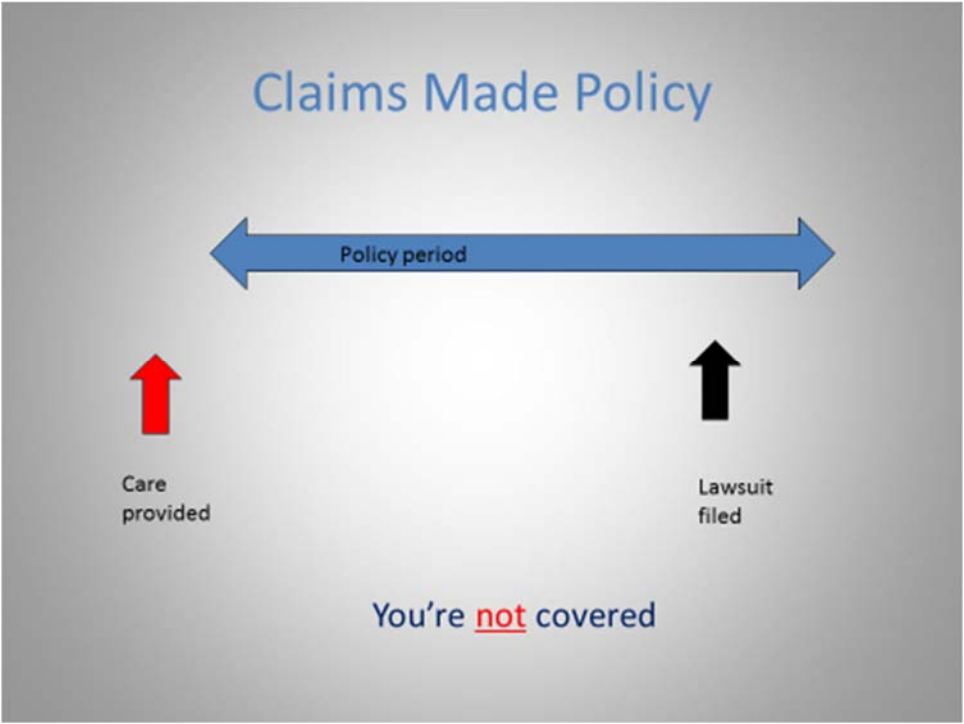 Claims Made Policy
Policy period
Care
provided
Lawsuit
filed
You're not covered